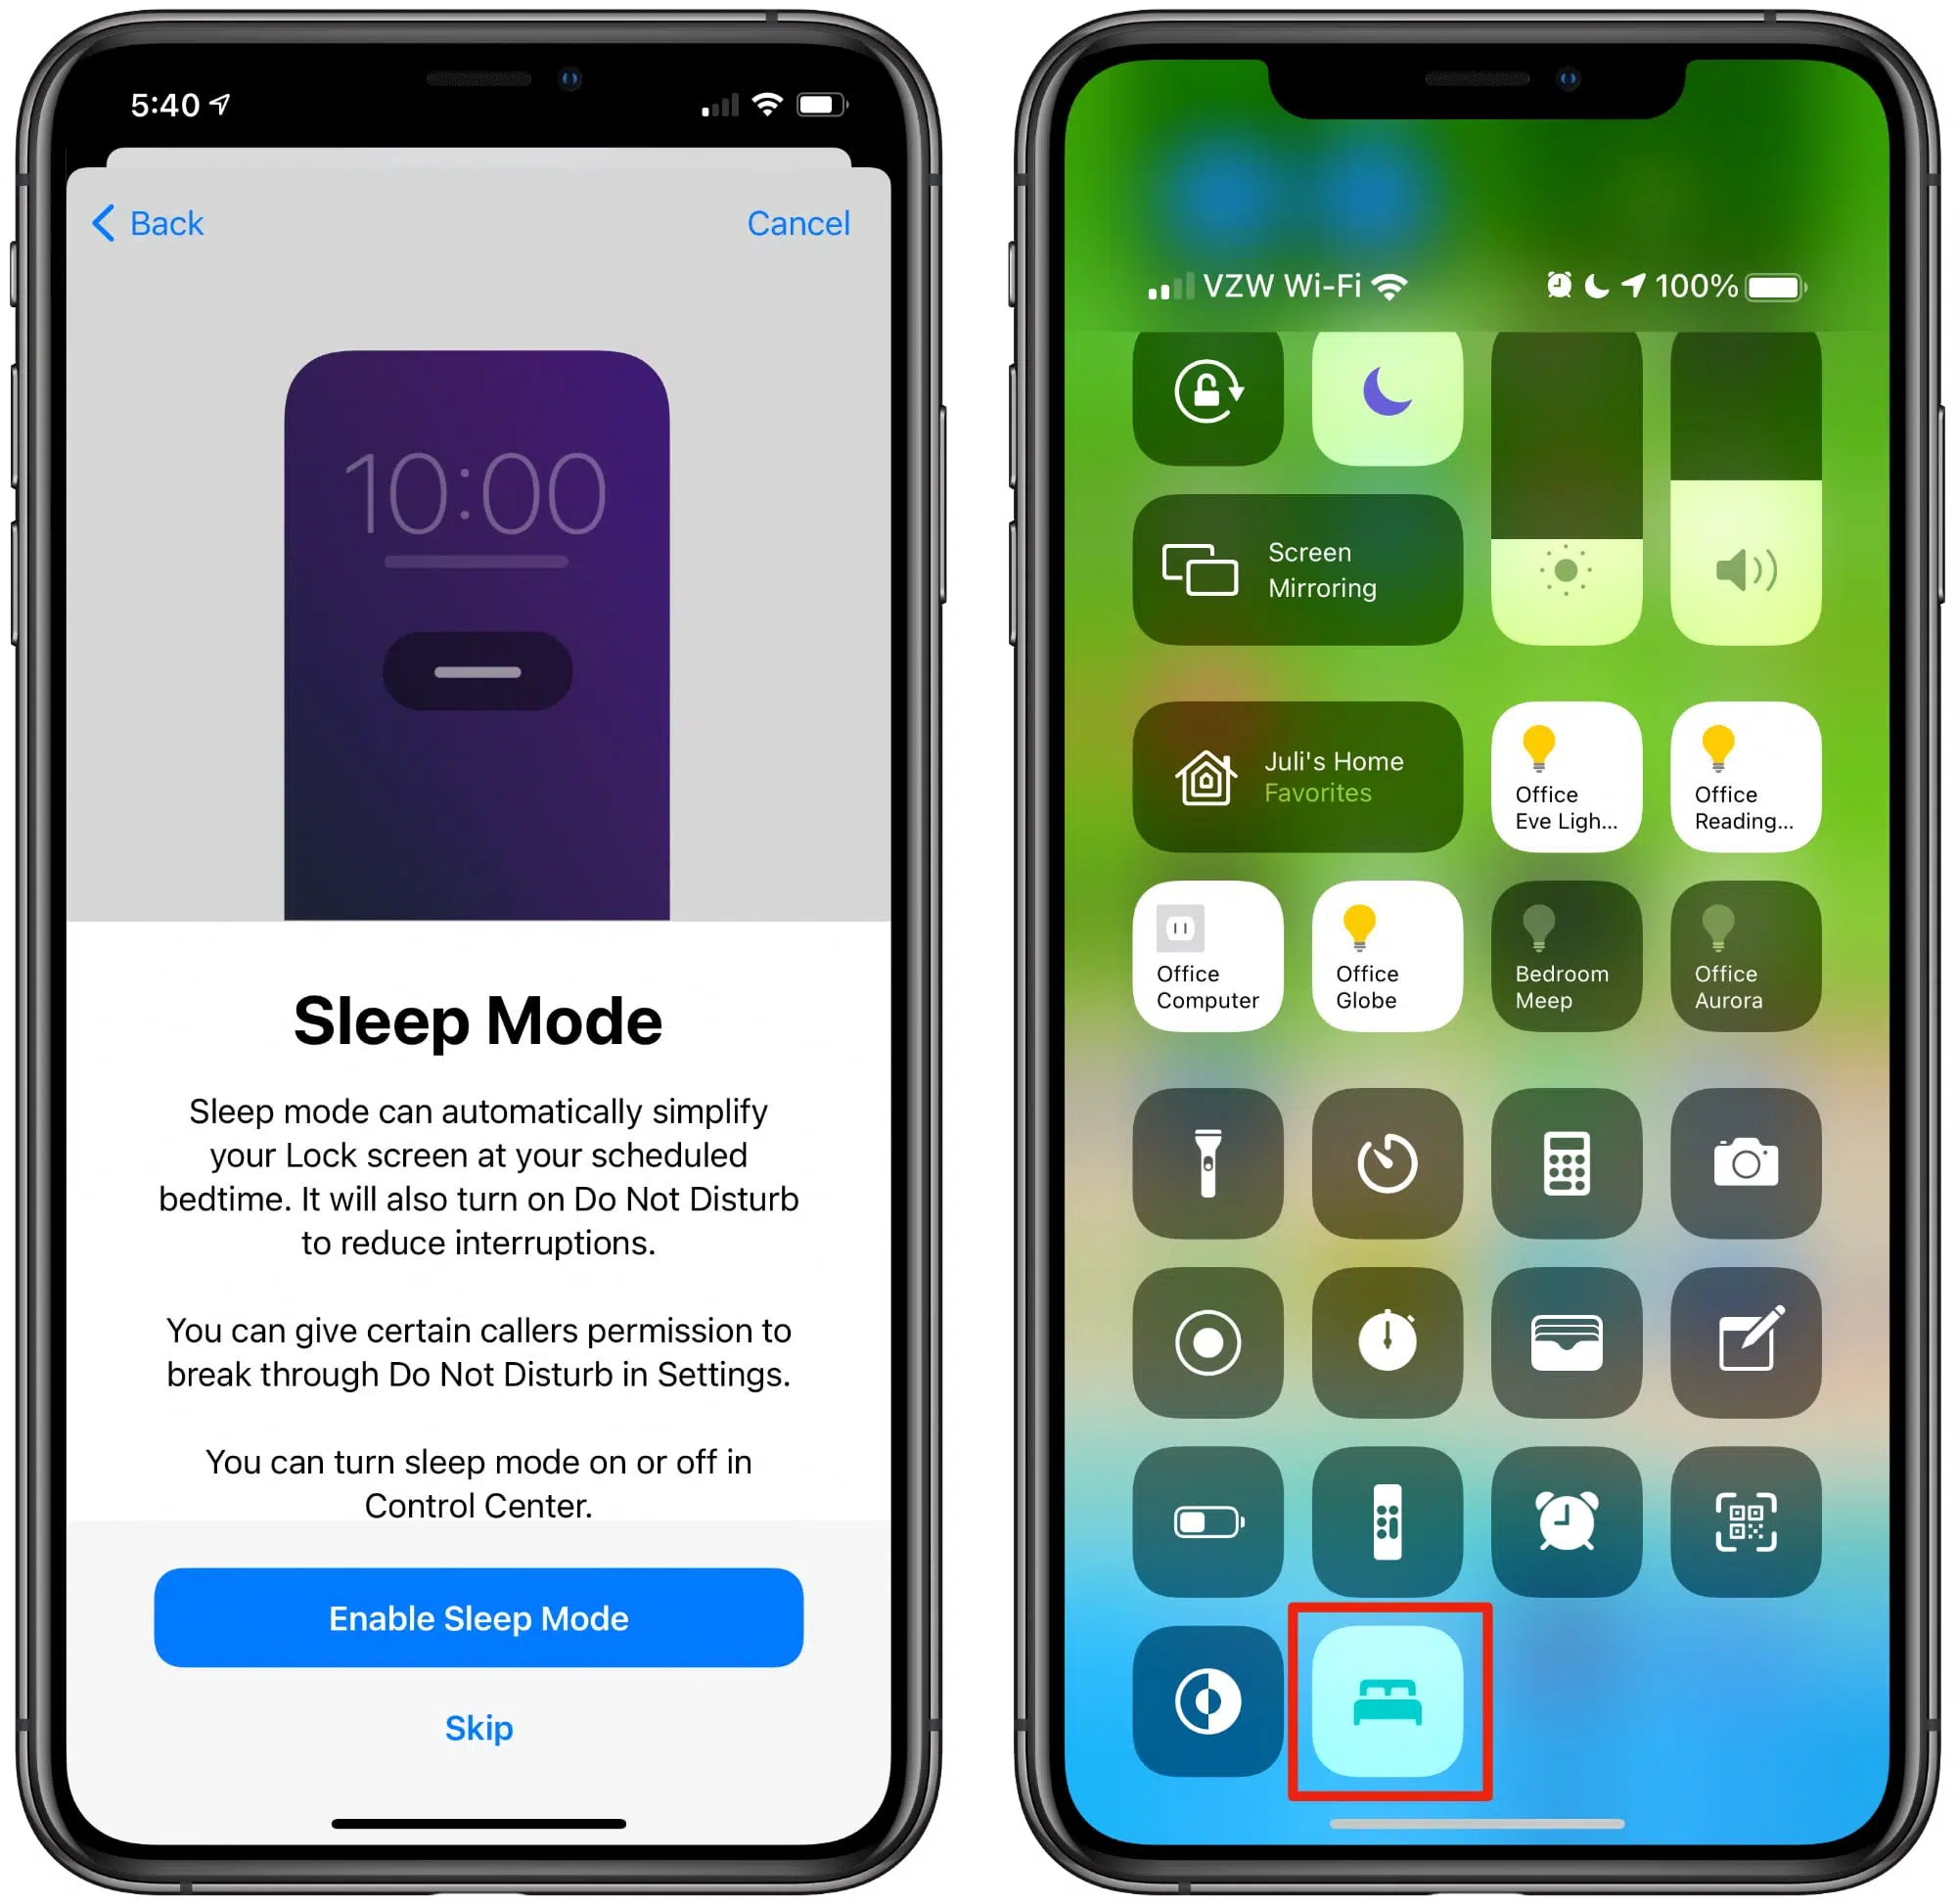 5:40
Back
Cancel
10:00
Sleep Mode
Sleep mode can automatically simplify
your Lock screen at your scheduled
bedtime. It will also turn on Do Not Disturb
to reduce interruptions.
You can give certain callers permission to
break through Do Not Disturb in Settings.
You can turn sleep mode on or off in
Control Center.
Enable Sleep Mode
Skip
VZW Wi-Fi
100%
Screen
Mirroring
Juli's Home
Favorites
Office
Eve Ligh...
Office
Reading...
Office
Computer
Office
Globe
Bedroom
Meep
Office
Aurora